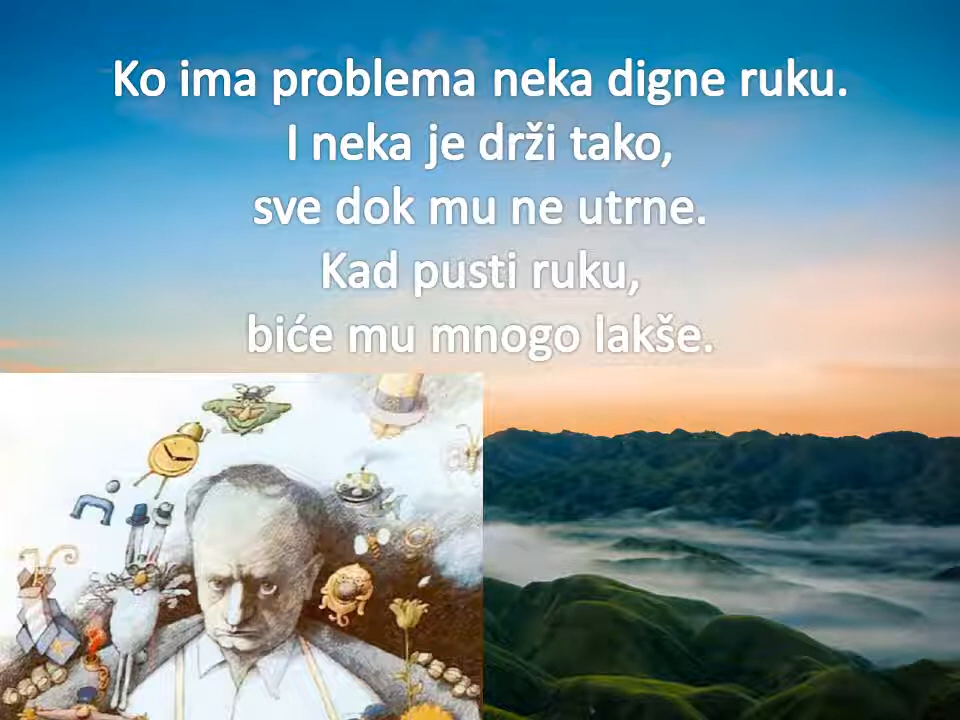 Ko ima problema neka digne ruku.
I neka je drži tako,
sve dok mu ne utrne.
Kad pusti ruku,
biće mu mnogo lakše.